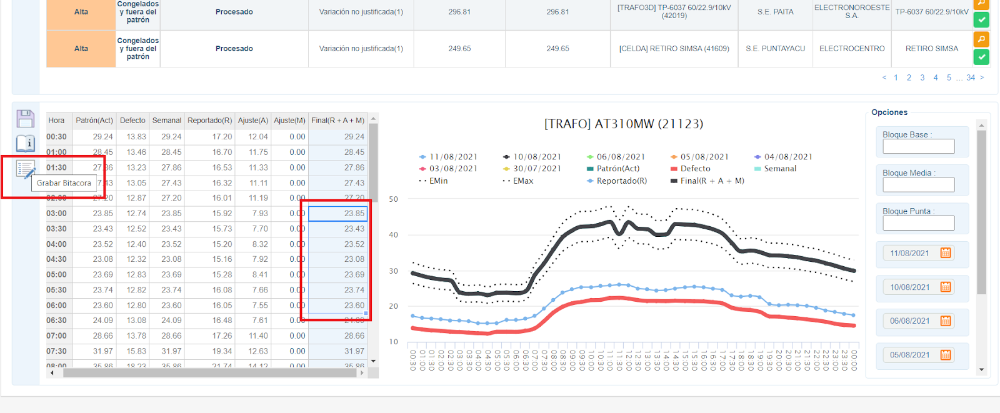 Alta Congelados y fuera del patrón Procesado Variación no justificada(1) 296.81 296.81 [TRAFO3D] TP-6037 60/22.9/10kV (42019) S.E. PAITA ELECTRONOROESTE S.A. TP-6037 60/22.9/10kV
Alta Congelados y fuera del patrón Procesado Variación no justificada(1) 249.65 249.65 [CELDA] RETIRO SIMSA (41609) S.E. PUNTAYACU ELECTROCENTRO RETIRO SIMSA
< 1 2 3 4 5 ... 34 >
Grabar Bitacora
Hora Patrón(Act) Defecto Semanal Reportado(R) Ajuste(A) Ajuste(M) Final(R + A + M)
00:30 29.24 13.83 29.24 17.20 12.04 0.00 29.24
01:00 28.45 13.46 28.45 16.70 11.75 0.00 28.45
01:30 27.86 13.23 27.86 16.53 11.33 0.00 27.86
13.05 27.43 16.32 11.11 0.00 27.43
02:00 27.20 12.87 27.20 16.01 11.19 0.00 27.20
03:00 23.85 12.74 23.85 15.92 7.93 0.00 23.85
03:30 23.43 12.52 23.43 15.73 7.70 0.00 23.43
04:00 23.52 12.40 23.52 15.20 8.32 0.00 23.52
04:30 23.08 12.32 23.08 15.16 7.92 0.00 23.08
05:00 23.69 12.83 23.69 15.28 8.41 0.00 23.69
05:30 23.74 12.82 23.74 16.08 7.66 0.00 23.74
06:00 23.60 12.80 23.60 16.05 7.55 0.00 23.60
06:30 24.09 13.08 24.09 16.48 7.61 0.00
07:00 28.66 13.78 28.66 17.26 11.40 0.00 28.66
07:30 31.97 15.83 31.97 19.34 12.63 0.00 31.97
08:00 35.86 18.23 35.86 21.74 14.12 0.00 35.86
[TRAFO] AT310MW (21123)
11/08/2021 10/08/2021 06/08/2021 05/08/2021 04/08/2021
03/08/2021 30/07/2021 Patrón(Act) Defecto Semanal
EMin EMax Reportado(R) Final(R + A + M)
50
40
30
20
10
00:30 01:00 01:30 02:00 02:30 03:00 03:30 04:00 04:30 05:00 05:30 06:00 06:30 07:00 07:30 08:00 08:30 09:00 09:30 10:00 10:30 11:00 11:30 12:00 12:30 13:00 13:30 14:00 14:30 15:00 15:30 16:00 16:30 17:00 17:30 18:00 18:30 19:00 19:30 20:00 20:30 21:00 21:30 22:00 22:30 23:00 23:30 00:00
Opciones
Bloque Base :
Bloque Media :
Bloque Punta :
11/08/2021
10/08/2021
06/08/2021
05/08/2021